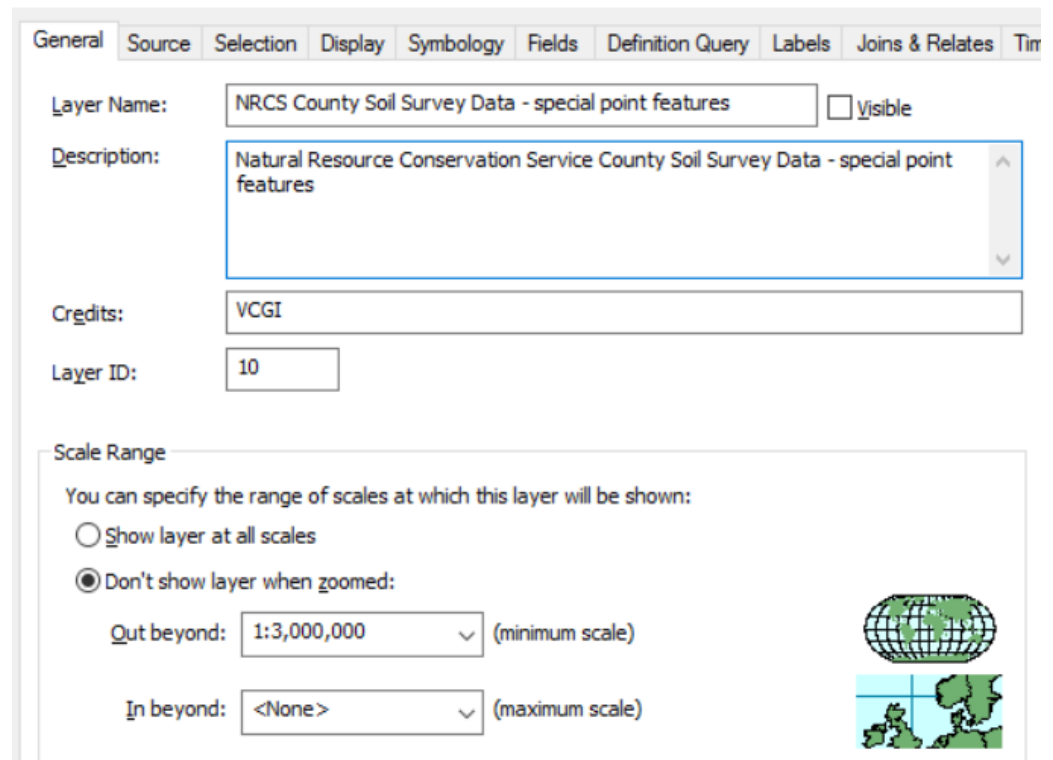 General Source Selection Display Symbology Fields Definition Query Labels Joins & Relates
Layer Name: NRCS County Soil Survey Data - special point features Visible
Description: Natural Resource Conservation Service County Soil Survey Data - special point
features
Credits: VCGI
Layer ID: 10
Scale Range
You can specify the range of scales at which this layer will be shown:
Show layer at all scales
Don't show layer when zoomed:
Out beyond: 1:3,000,000 (minimum scale)
In beyond: <None> (maximum scale)